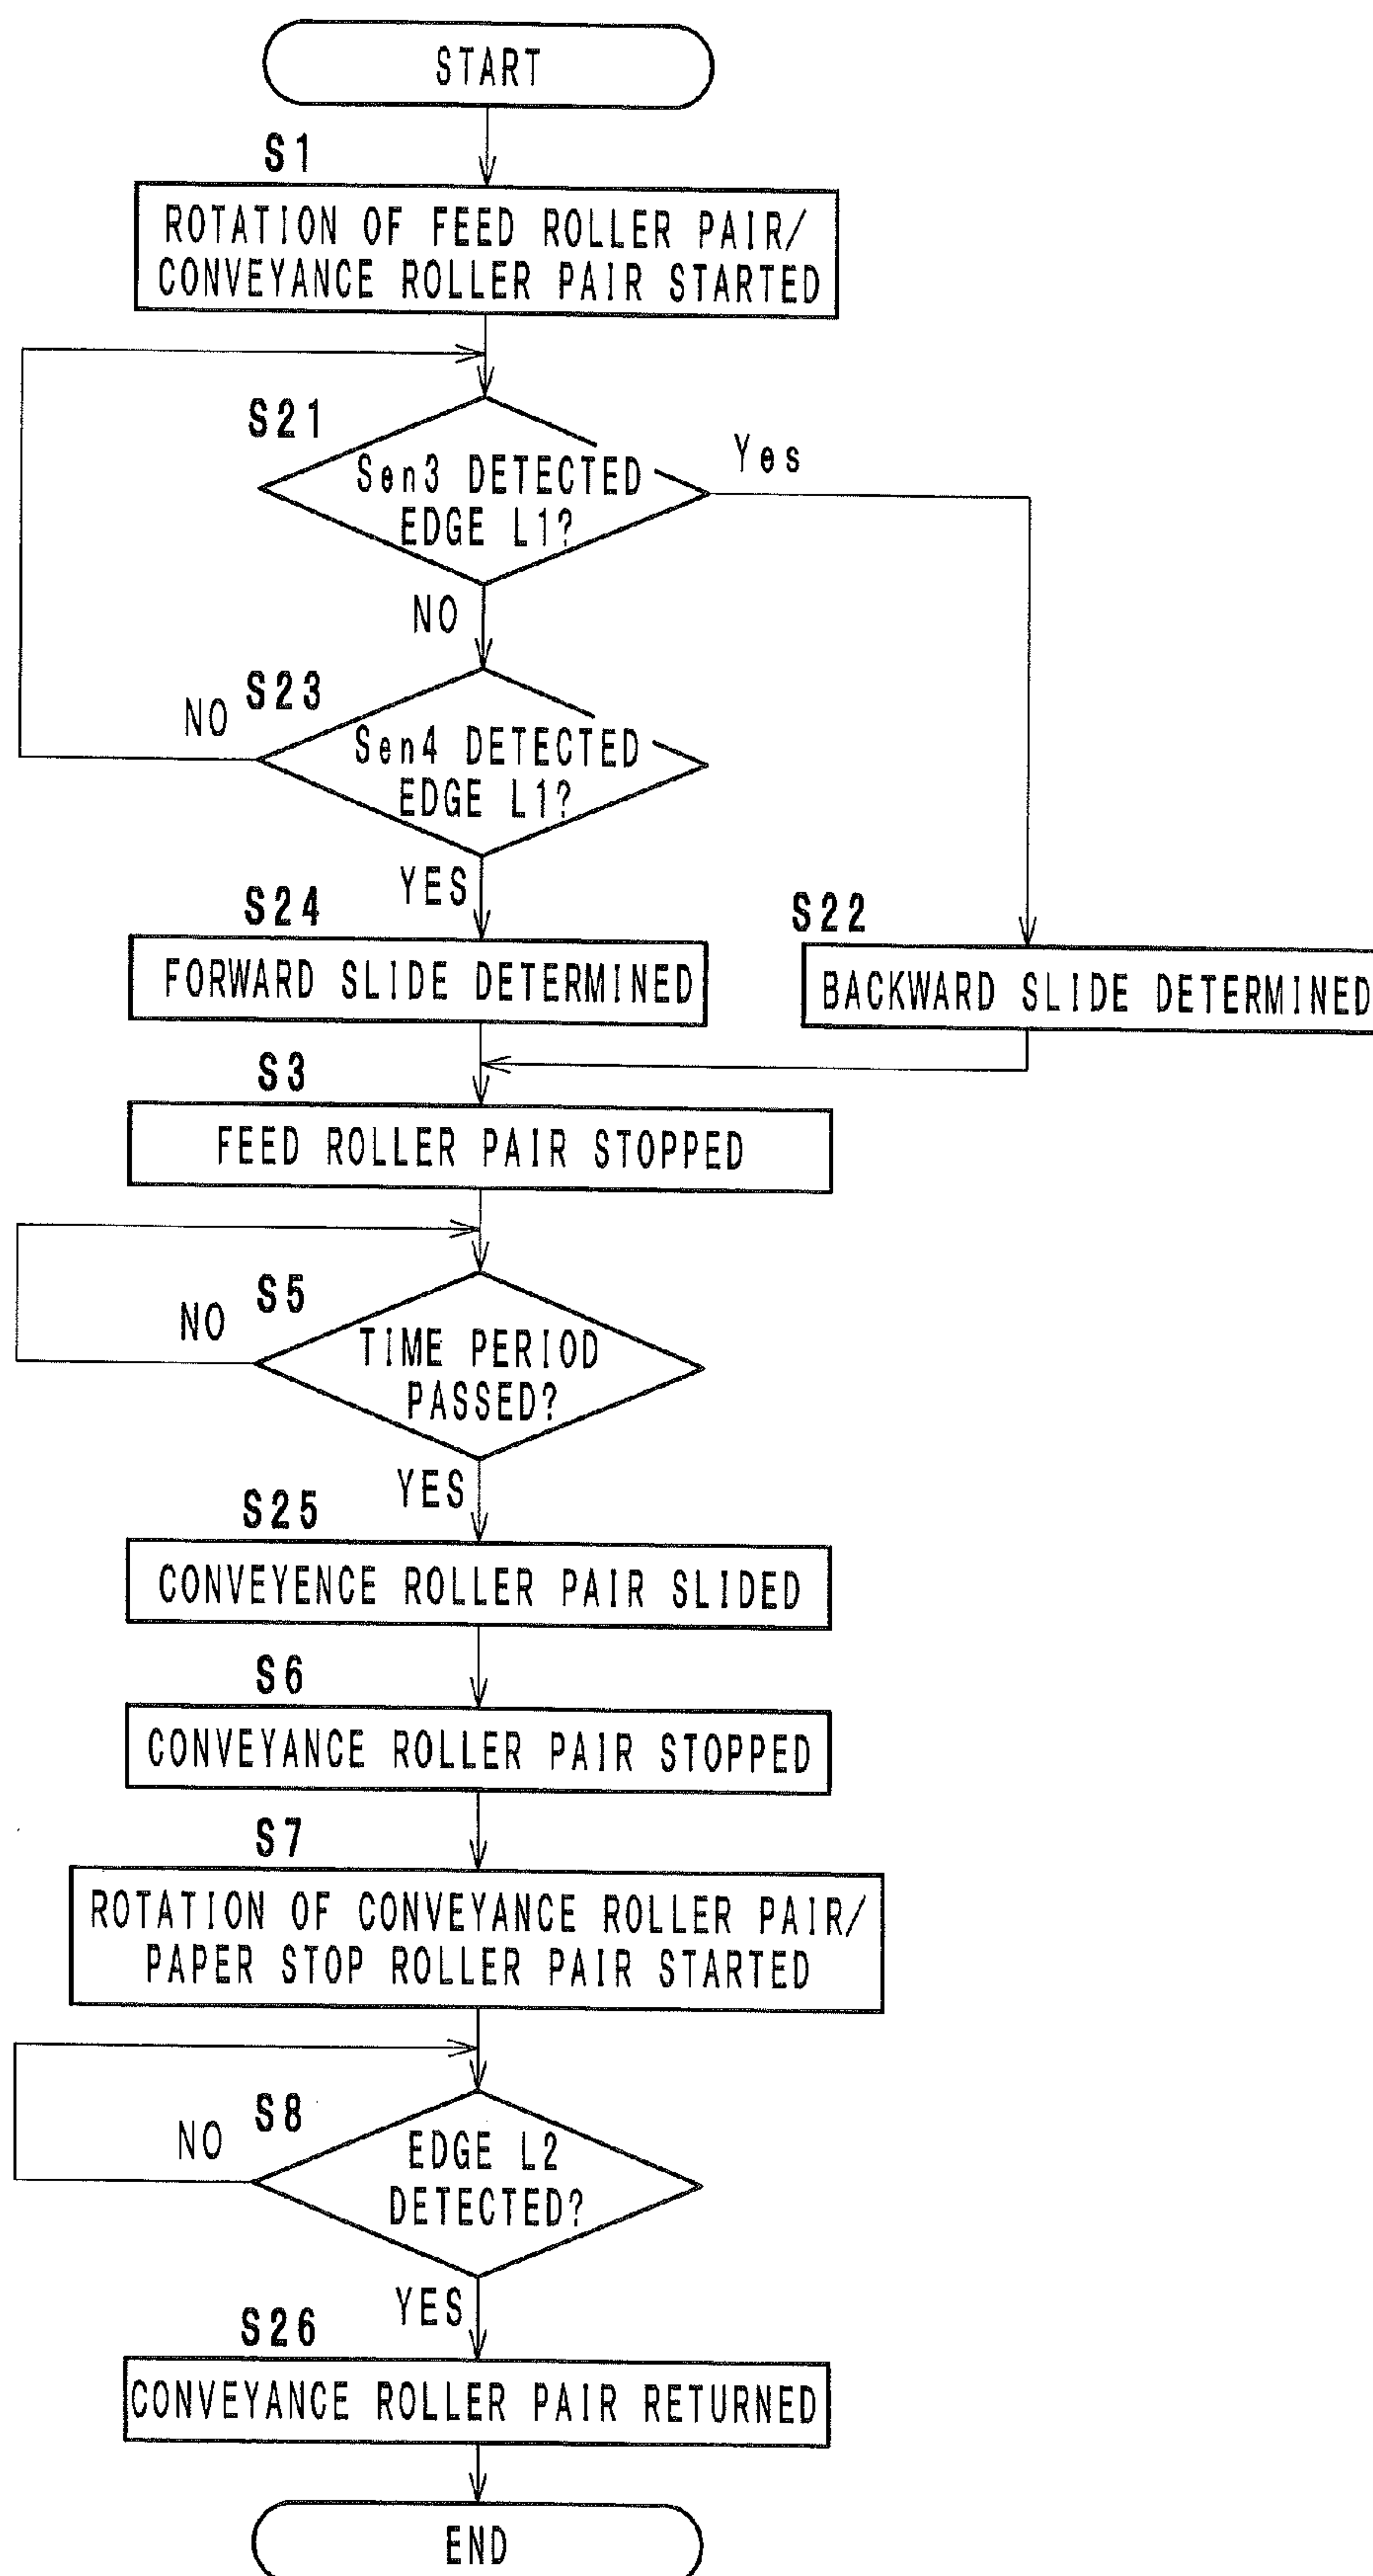 START
S1
ROTATION OF FEED ROLLER PAIR/
CONVEYANCE ROLLER PAIR STARTED
S21
Sen3 DETECTED
EDGE L1?
Yes
NO
S23
NO
Sen4 DETECTED
EDGE L1?
YES
S24
FORWARD SLIDE DETERMINED
S22
BACKWARD SLIDE DETERMINED
S3
FEED ROLLER PAIR STOPPED
S5
NO
TIME PERIOD
PASSED?
YES
S25
CONVEYENCE ROLLER PAIR SLIDED
S6
CONVEYANCE ROLLER PAIR STOPPED
S7
ROTATION OF CONVEYANCE ROLLER PAIR/
PAPER STOP ROLLER PAIR STARTED
S8
NO
EDGE L2
DETECTED?
YES
S26
CONVEYANCE ROLLER PAIR RETURNED
END